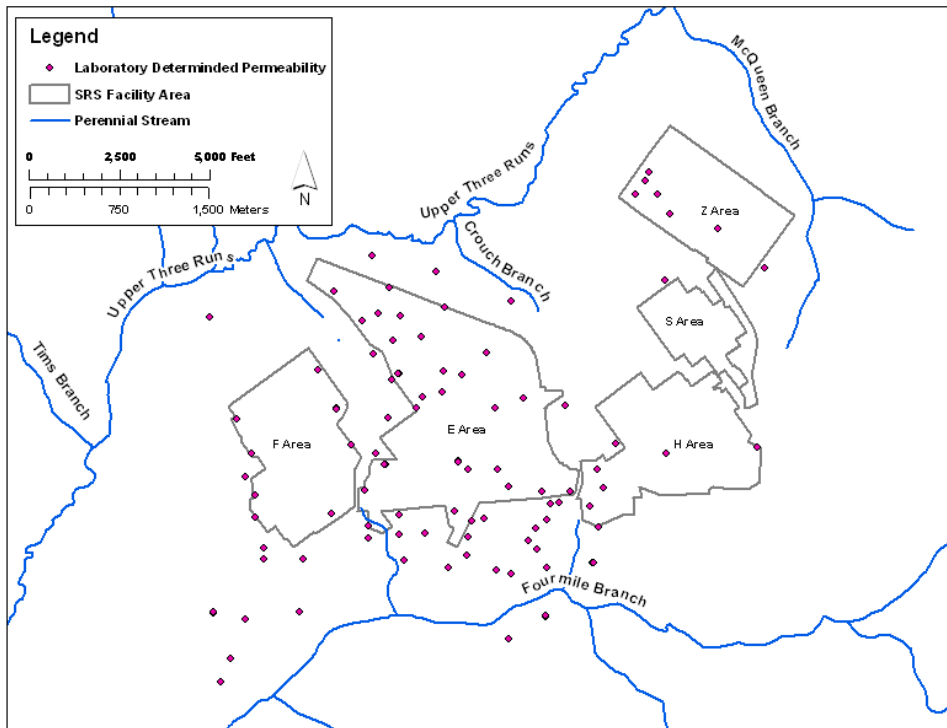 Legend
Laboratory Determinded Permeability
SRS Facility Area
Perennial Stream
0 2,500 5,000 Feet
0 750 1,500 Meters
N
McQueen Branch
Upper Three Runs
Z Area
Crouch Branch
Upper Three Runs
S Area
Tims Branch
F Area
E Area
H Area
Fourmile Branch